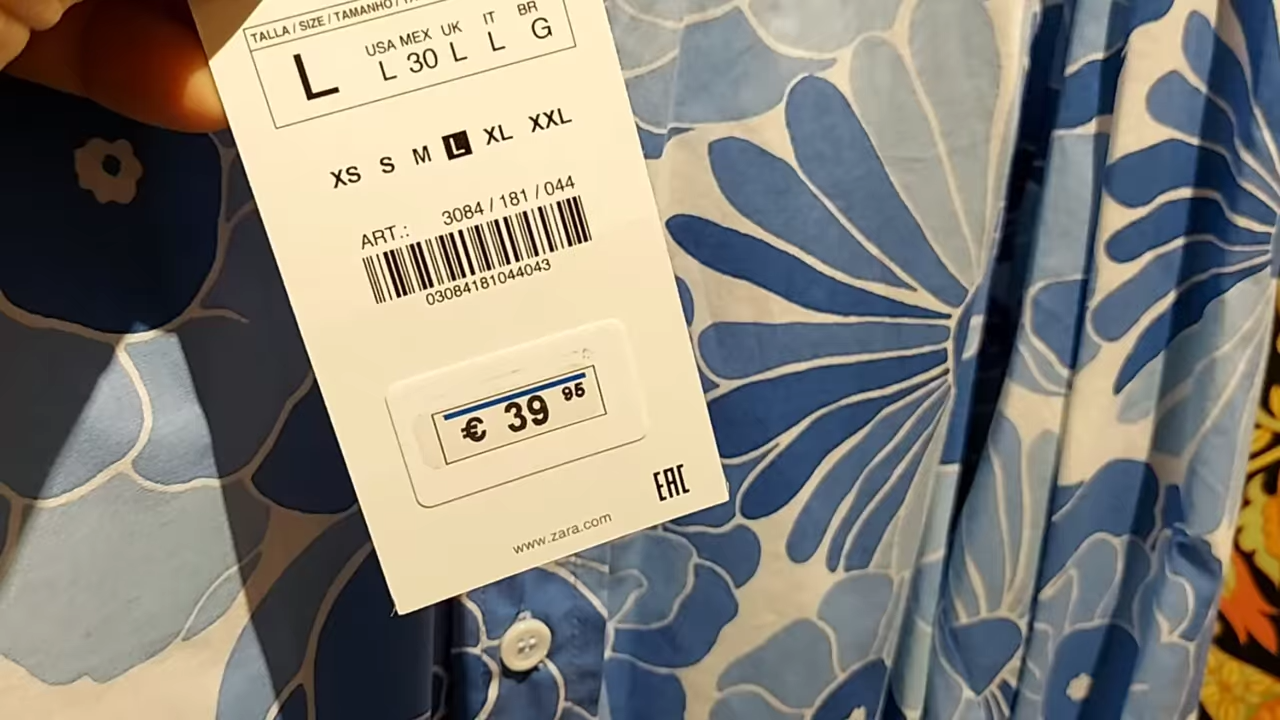 TALLA / SIZE / TAMANHO /
USA MEX UK IT BR
L L 30 L L G
XS S M L XL XXL
3084 / 181 / 044
ART.:
03084181044043
€ 39 95
EAC
www.zara.com